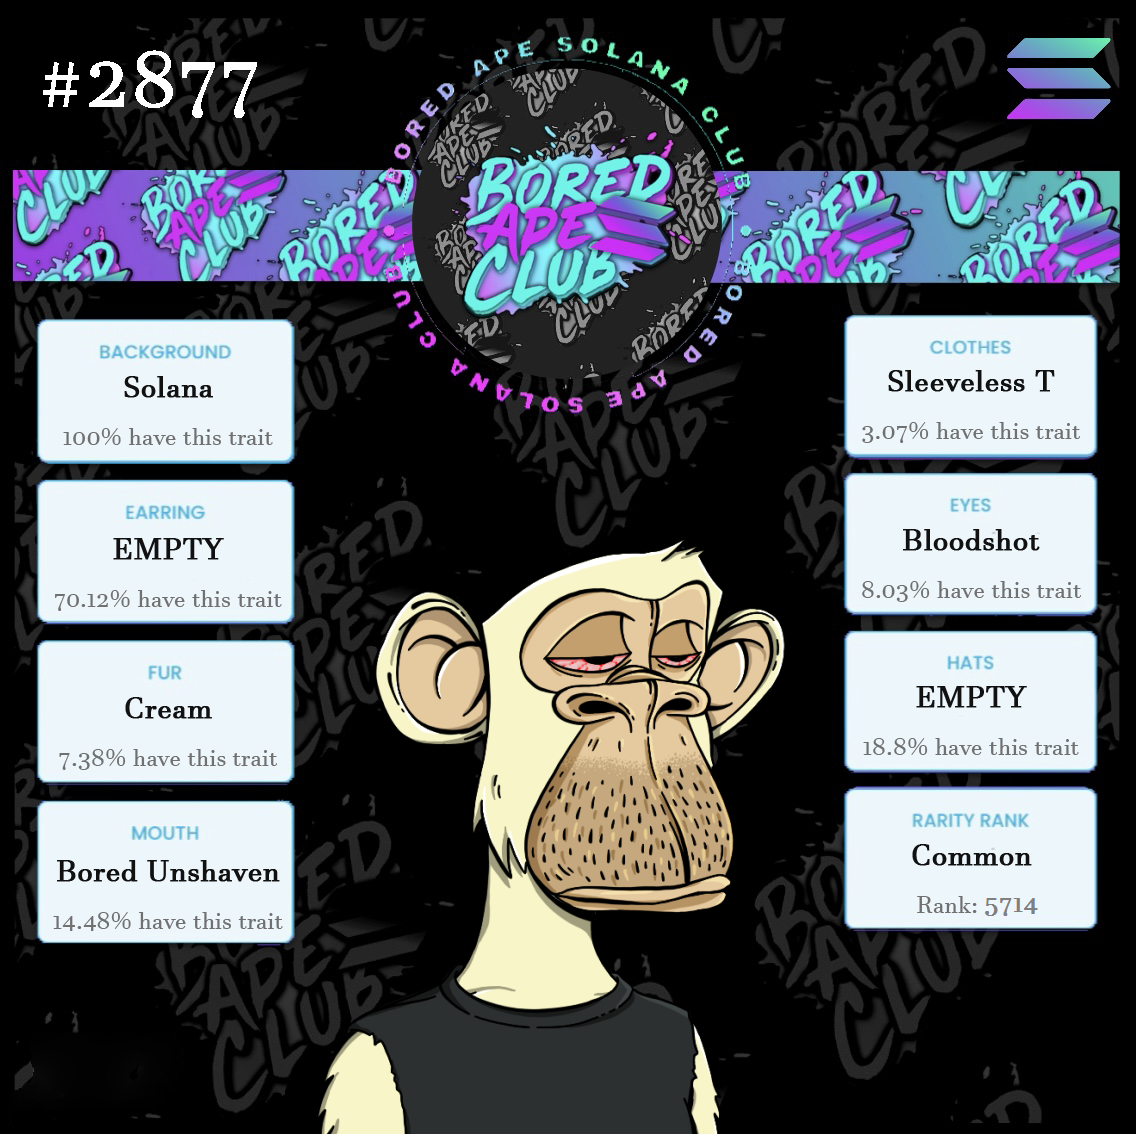 #2877
BORED APE SOLANA CLUB
BORED APE SOLANA CLUB
BORED
APE
CLUB
BACKGROUND
Solana
100% have this trait
EARRING
EMPTY
70.12% have this trait
FUR
Cream
7.38% have this trait
MOUTH
Bored Unshaven
14.48% have this trait
CLOTHES
Sleeveless T
3.07% have this trait
EYES
Bloodshot
8.03% have this trait
HATS
EMPTY
18.8% have this trait
RARITY RANK
Common
Rank: 5714